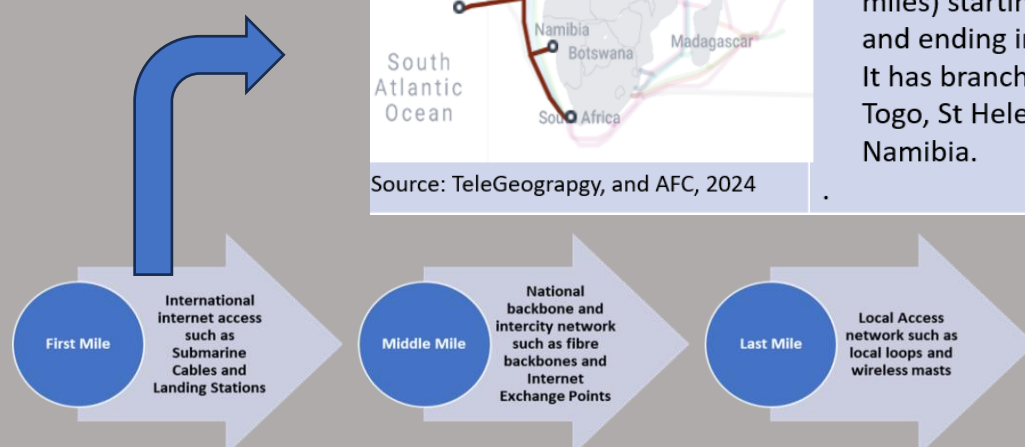 miles) startin
and ending in
It has branch
Togo, St Hele
Namibia.
.
Namibia
Botswana
Madagascar
South
Atlantic
Ocean
South Africa
Source: TeleGeograpgy, and AFC, 2024
First Mile
International
internet access
such as
Submarine
Cables and
Landing Stations
Middle Mile
National
backbone and
intercity network
such as fibre
backbones and
Internet
Exchange Points
Last Mile
Local Access
network such as
local loops and
wireless masts